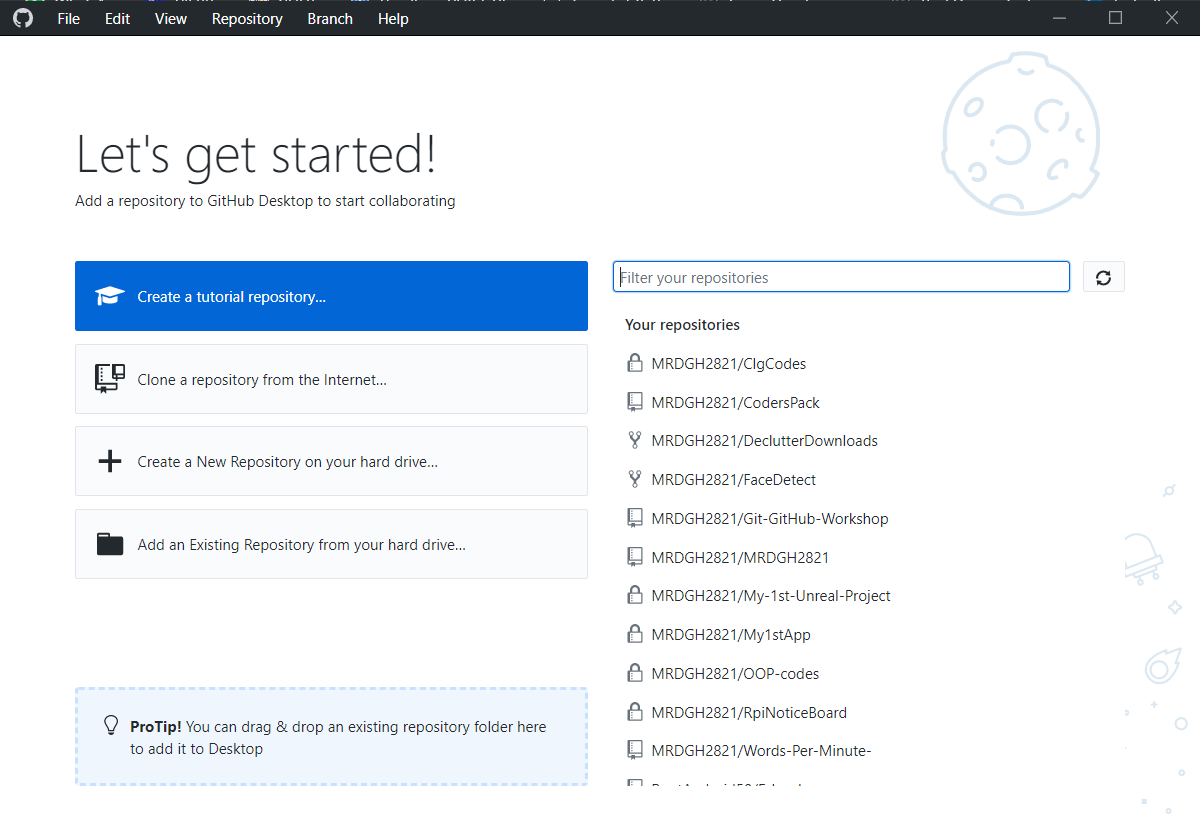 File Edit View Repository Branch Help
Let's get started!
Add a repository to GitHub Desktop to start collaborating
Create a tutorial repository...
Clone a repository from the Internet...
Create a New Repository on your hard drive...
Add an Existing Repository from your hard drive...
ProTip! You can drag & drop an existing repository folder here
to add it to Desktop
Filter your repositories
Your repositories
MRDGH2821/ClgCodes
MRDGH2821/CodersPack
MRDGH2821/DeclutterDownloads
MRDGH2821/FaceDetect
MRDGH2821/Git-GitHub-Workshop
MRDGH2821/MRDGH2821
MRDGH2821/My-1st-Unreal-Project
MRDGH2821/My1stApp
MRDGH2821/OOP-codes
MRDGH2821/RpiNoticeBoard
MRDGH2821/Words-Per-Minute-